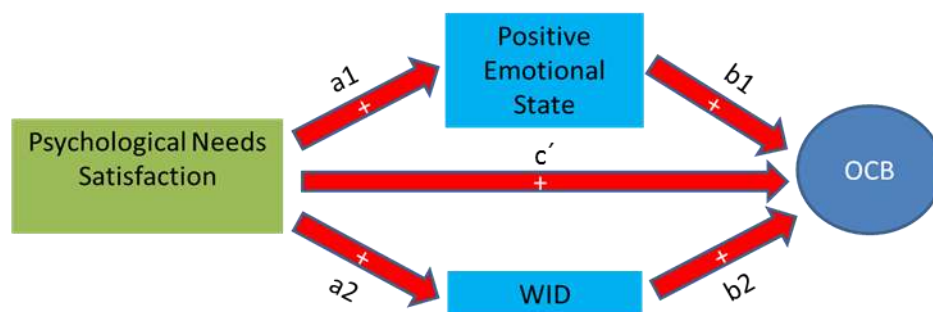 Positive
Emotional
State
a1
+
b1
+
Psychological Needs
Satisfaction
c´
+
OCB
a2
+
WID
b2
+